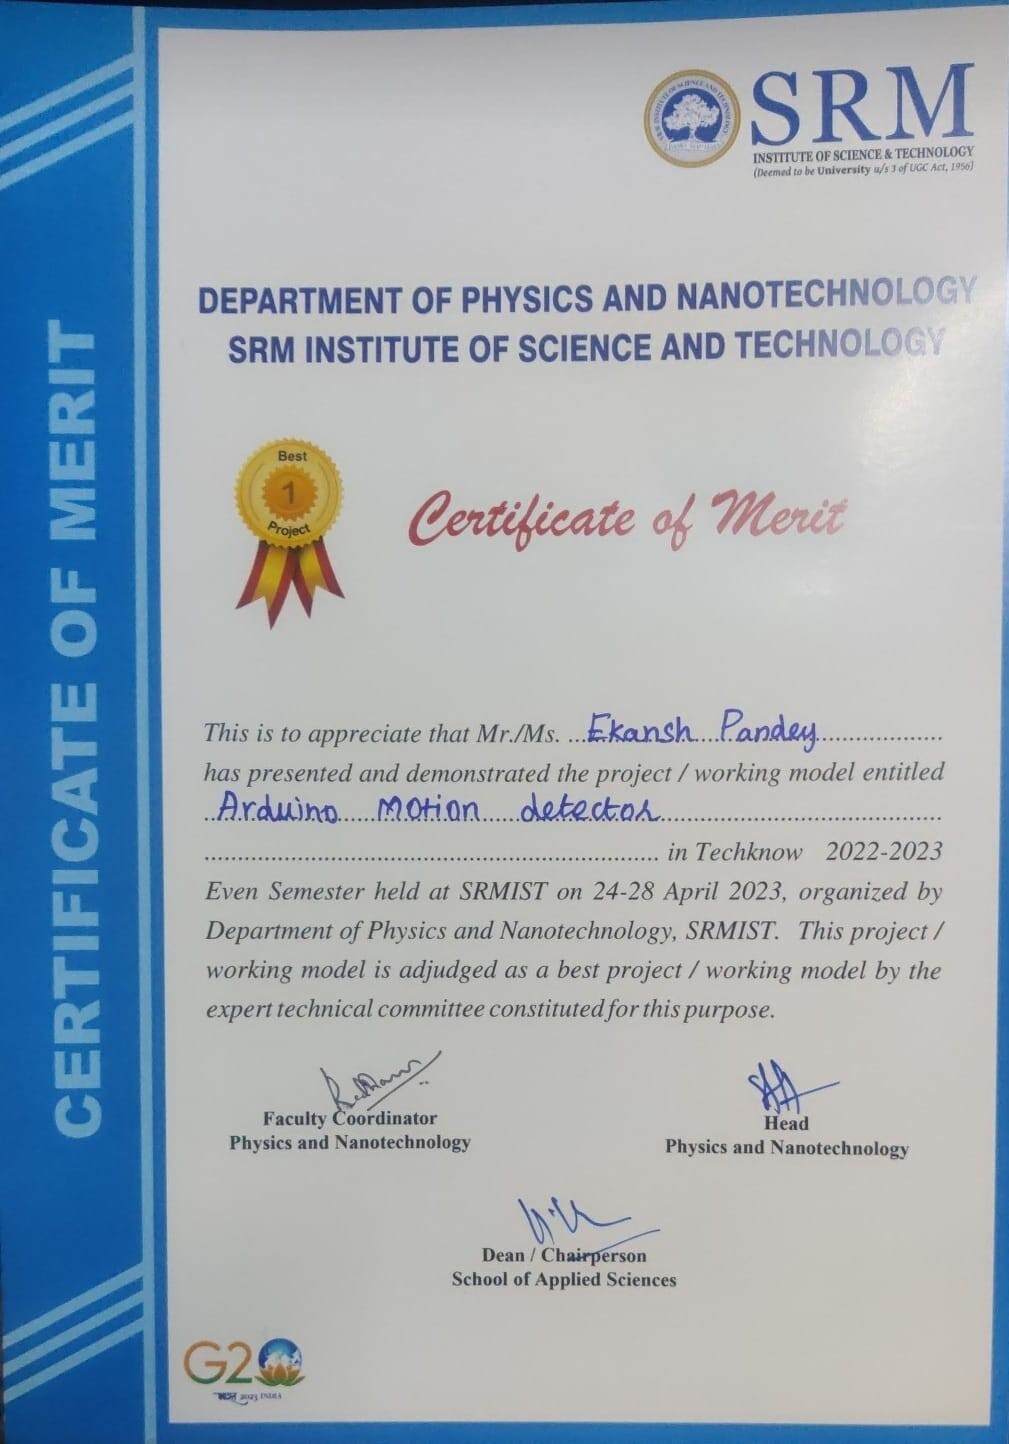 SRM
INSTITUTE OF SCIENCE & TECHNOLOGY
(Deemed to be University u/s 3 of UGC Act, 1956)
DEPARTMENT OF PHYSICS AND NANOTECHNOLOGY
SRM INSTITUTE OF SCIENCE AND TECHNOLOGY
CERTIFICATE OF MERIT
Best
1
Project
Certificate of Merit
This is to appreciate that Mr./Ms. Ekansh Pandey
has presented and demonstrated the project / working model entitled
Arduino motion detector
in Techknow 2022-2023
Even Semester held at SRMIST on 24-28 April 2023, organized by
Department of Physics and Nanotechnology, SRMIST. This project /
working model is adjudged as a best project / working model by the
expert technical committee constituted for this purpose.
Faculty Coordinator
Physics and Nanotechnology
Head
Physics and Nanotechnology
Dean / Chairperson
School of Applied Sciences
G20
2023 INDIA